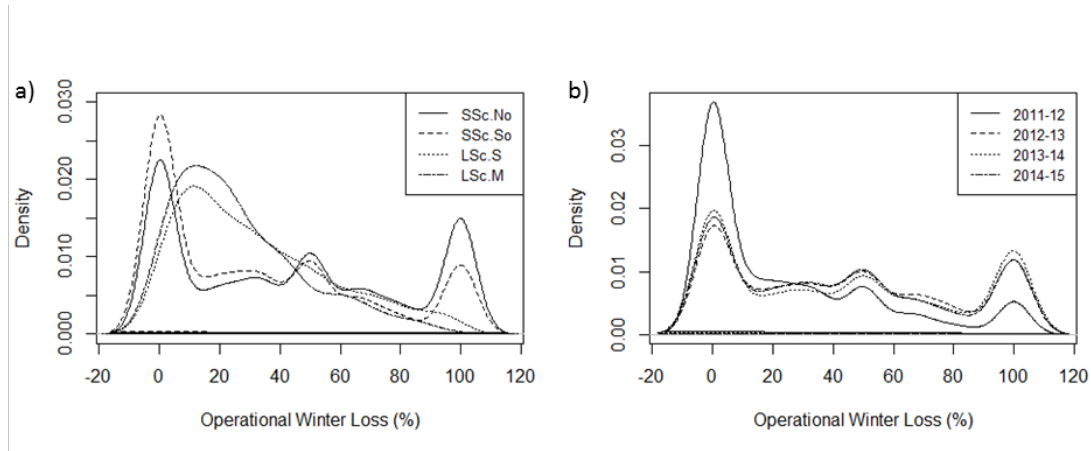 a)
0.030
0.020
0.010
0.000
Density
SSc.No
SSc.So
LSc.S
LSc.M
-20 0 20 40 60 80 100 120
Operational Winter Loss (%)
b)
0.03
0.02
0.01
0.00
Density
2011-12
2012-13
2013-14
2014-15
-20 0 20 40 60 80 100 120
Operational Winter Loss (%)